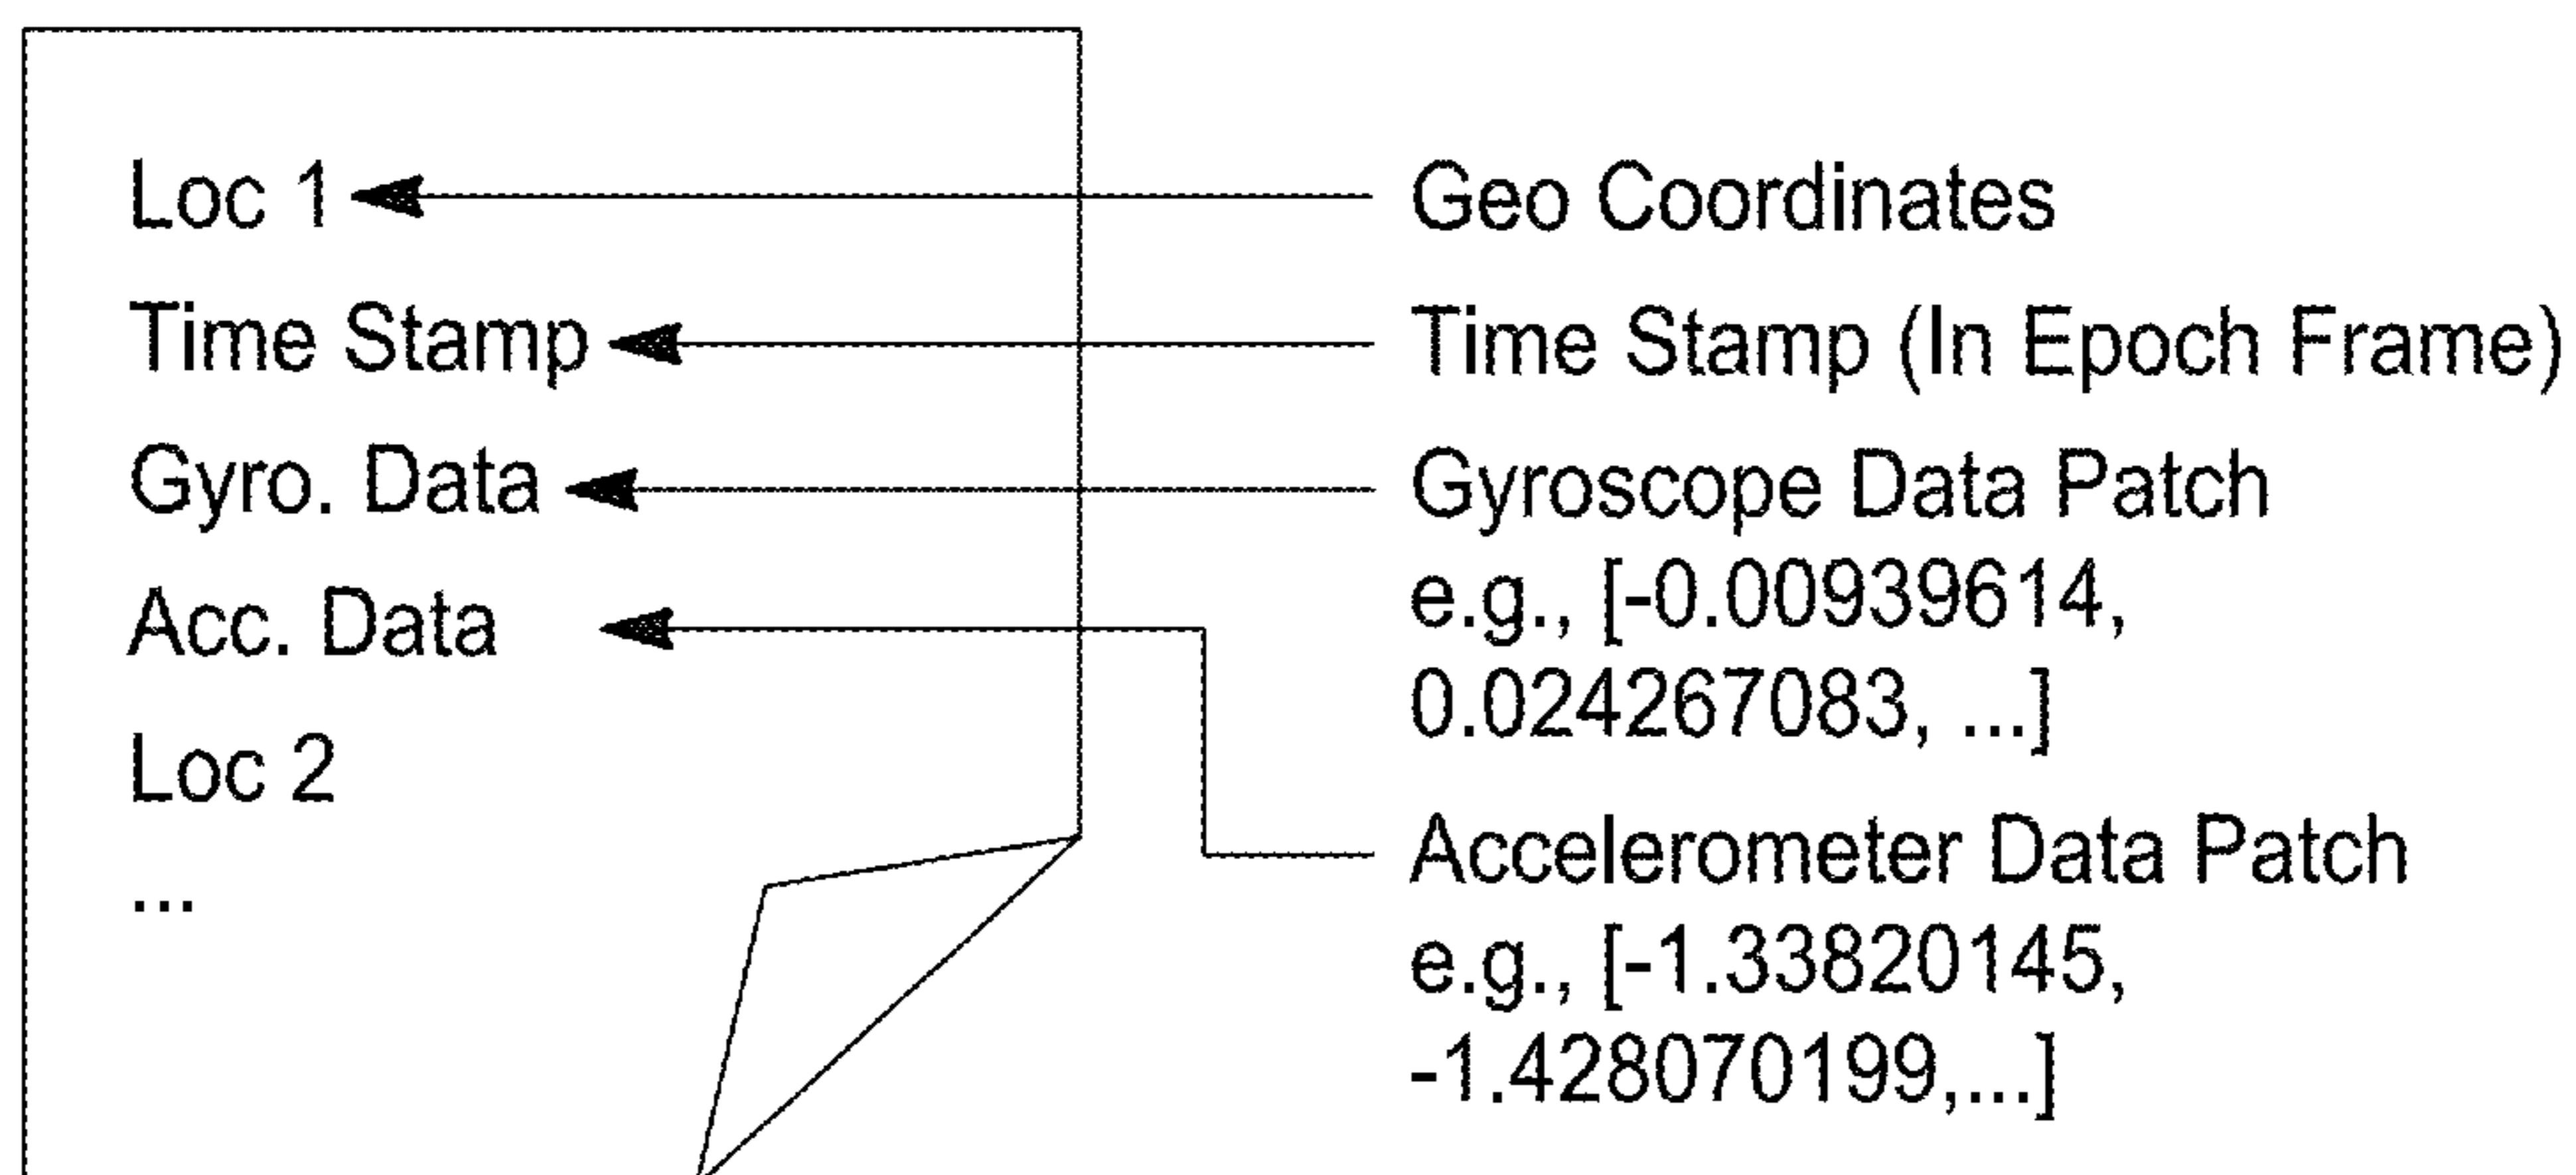 Loc 1
Time Stamp
Gyro. Data
Acc. Data
Loc 2
...
Geo Coordinates
Time Stamp (In Epoch Frame)
Gyroscope Data Patch
e.g., [-0.00939614,
0.024267083, ...]
Accelerometer Data Patch
e.g., [-1.33820145,
-1.428070199,...]